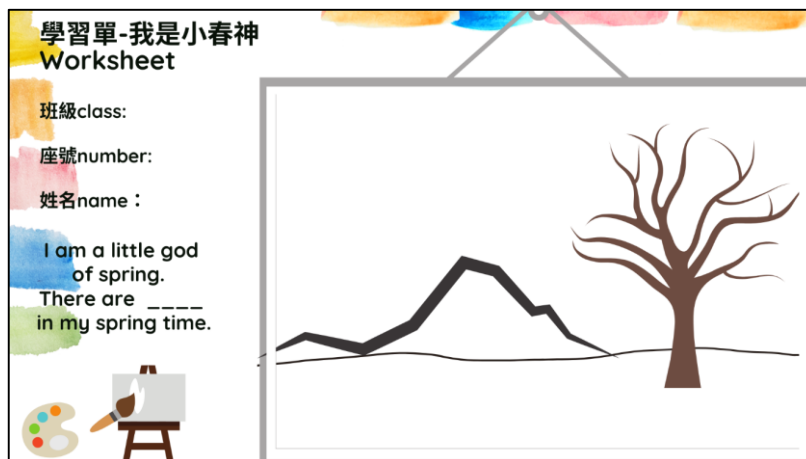 學習單-我是小春神
Worksheet
班級class:
座號number:
姓名name：
I am a little god
of spring.
There are ____
in my spring time.